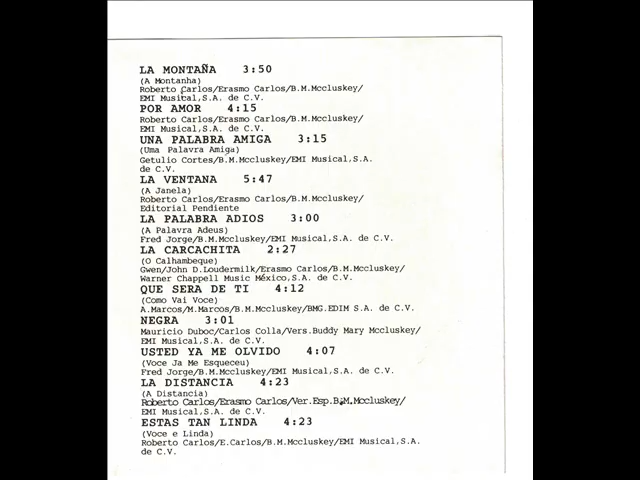 LA MONTAÑA 3:50
(A Montanha)
Roberto Carlos/Erasmo Carlos/B.M.Mccluskey/
EMI Musical,S.A. de C.V.
POR AMOR 4:15
Roberto Carlos/Erasmo Carlos/B.M.Mccluskey/
EMI Musical,S.A. de C.V.
UNA PALABRA AMIGA 3:15
(Uma Palavra Amiga)
Getulio Cortes/B.M.Mccluskey/EMI Musical,S.A.
de C.V.
LA VENTANA 5:47
(A Janela)
Roberto Carlos/Erasmo Carlos/B.M.Mccluskey/
Editorial Pendiente
LA PALABRA ADIOS 3:00
(A Palavra Adeus)
Fred Jorge/B.M.Mccluskey/EMI Musical,S.A. de C.V.
LA CARCACHITA 2:27
(O Calhambeque)
Gwen/John D.Loudermilk/Erasmo Carlos/B.M.Mccluskey/
Warner Chappell Music México,S.A. de C.V.
QUE SERA DE TI 4:12
(Como Vai Voce)
A.Marcos/M.Marcos/B.M.Mccluskey/BMG.EDIM S.A. de C.V.
NEGRA 3:01
Mauricio Duboc/Carlos Colla/Vers.Buddy Mary Mccluskey/
EMI Musical,S.A. de C.V.
USTED YA ME OLVIDO 4:07
(Voce Ja Me Esqueceu)
Fred Jorge/B.M.Mccluskey/EMI Musical,S.A. de C.V.
LA DISTANCIA 4:23
(A Distancia)
Roberto Carlos/Erasmo Carlos/Ver.Esp.B.M.Mccluskey/
EMI Musical,S.A. de C.V.
ESTAS TAN LINDA 4:23
(Voce e Linda)
Roberto Carlos/E.Carlos/B.M.Mccluskey/EMI Musical,S.A.
de C.V.